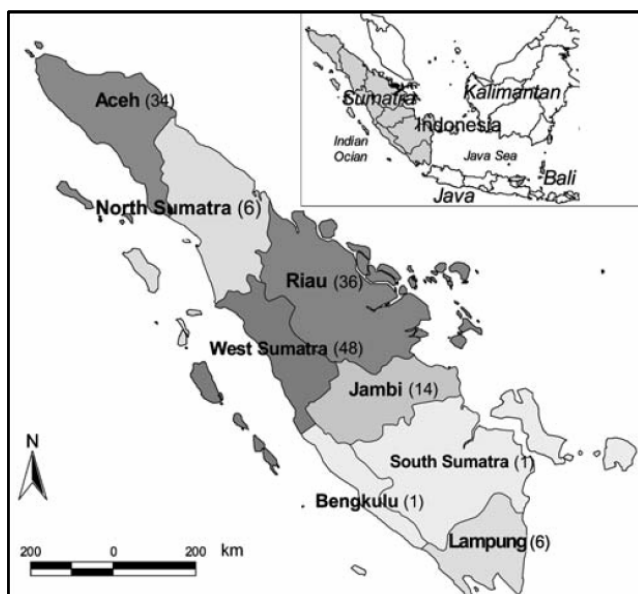 Aceh (34)
North Sumatra (6)
Riau (36)
West Sumatra (48)
Jambi (14)
South Sumatra (1)
Bengkulu (1)
Lampung (6)
Sumatra
Kalimantan
Indonesia
Indian
Ocian
Java Sea
Bali
Java
N
200 0 200 km